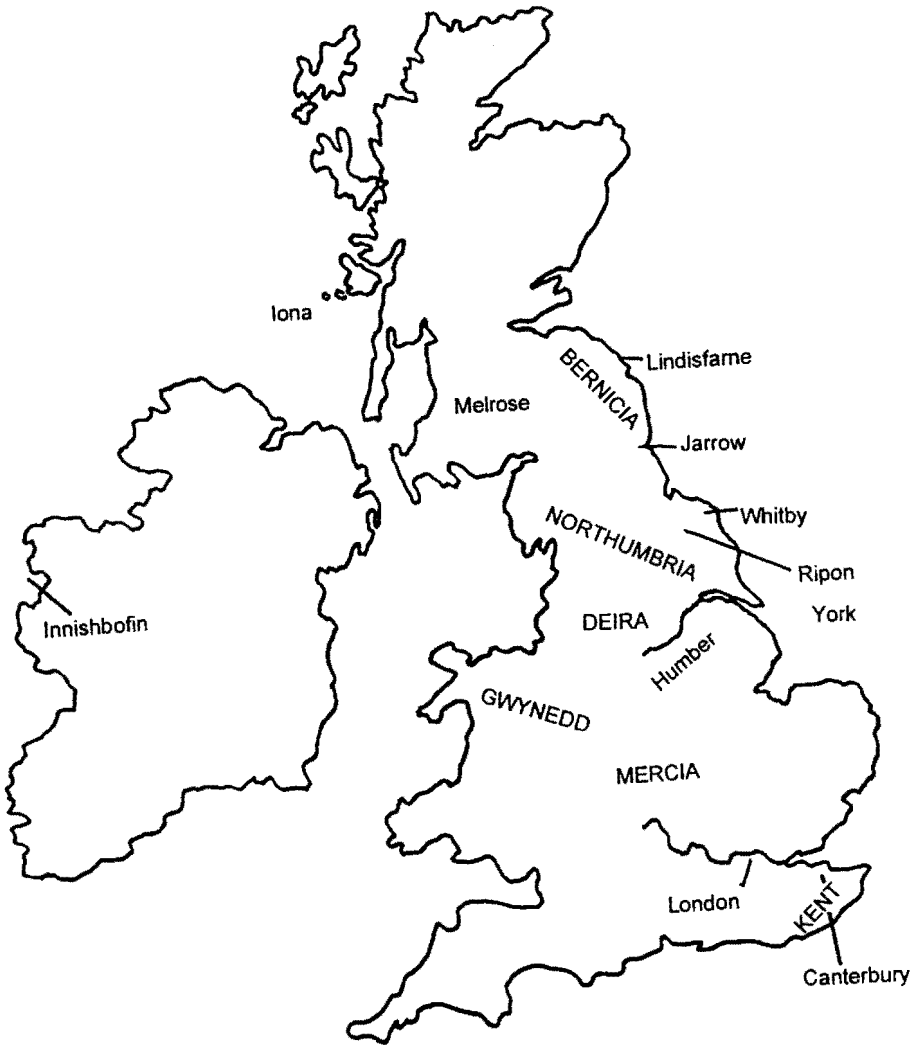 Iona
Lindisfarne
BERNICIA
Melrose
Jarrow
Whitby
NORTHUMBRIA
Ripon
York
Innishbofin
DEIRA
Humber
GWYNEDD
MERCIA
London
KENT
Canterbury